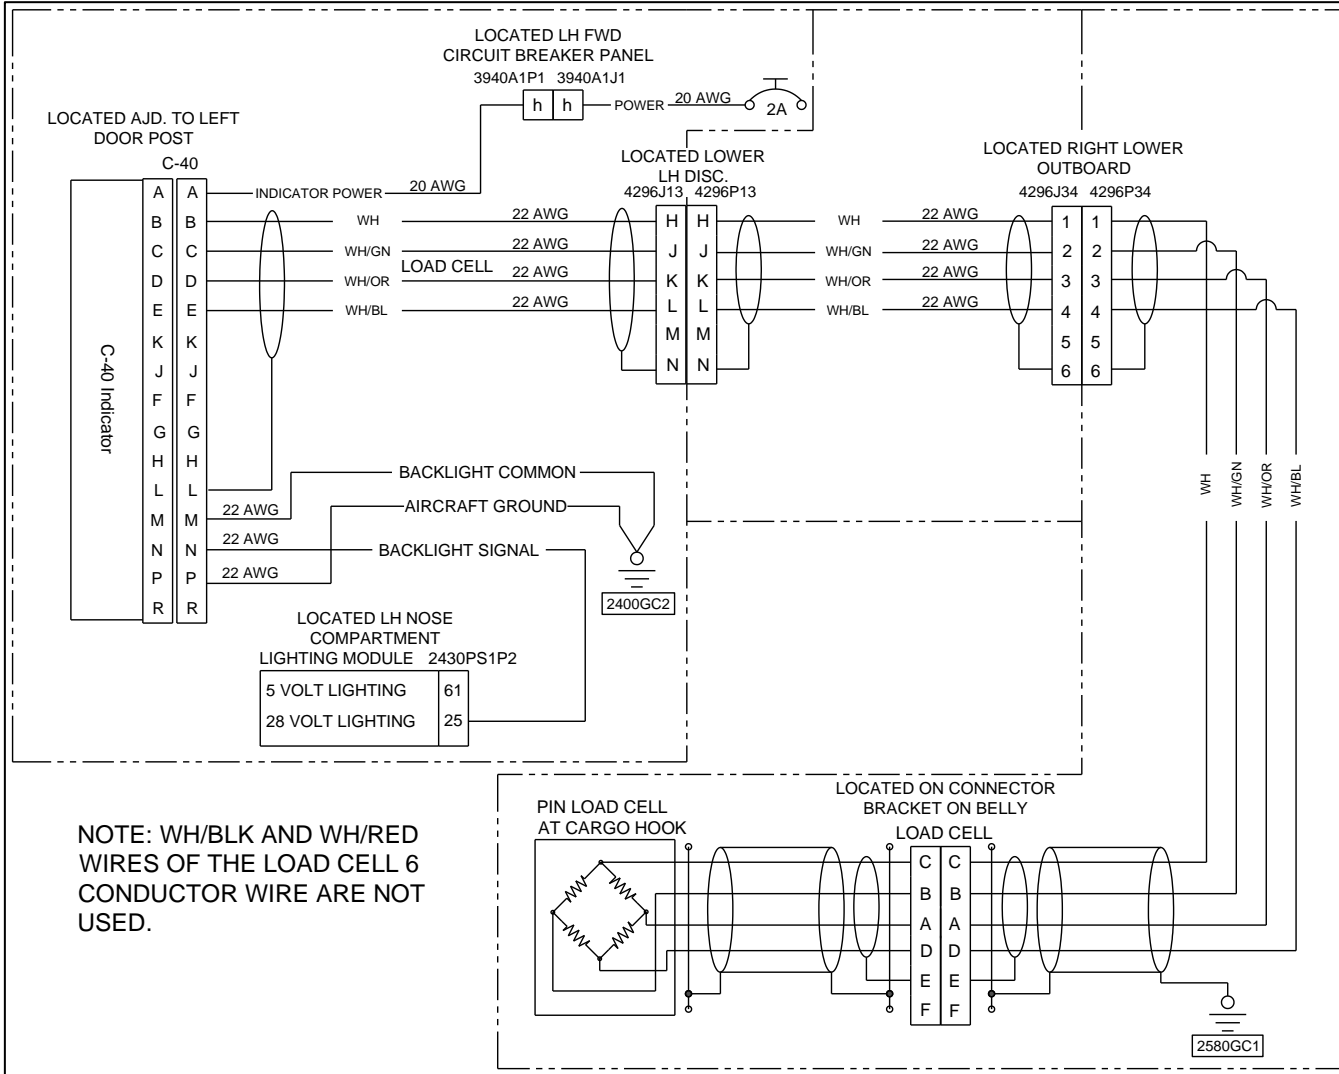 LOCATED LH FWD
CIRCUIT BREAKER PANEL
3940A1P1 3940A1J1
h h
POWER 20 AWG
2A
LOCATED AJD. TO LEFT
DOOR POST
C-40
C-40 Indicator
A A INDICATOR POWER 20 AWG
B B WH 22 AWG
C C WH/GN 22 AWG
LOAD CELL
D D WH/OR 22 AWG
E E WH/BL 22 AWG
K K
J J
F F
G G
H H
L L
M M 22 AWG
N N 22 AWG
P P 22 AWG
R R
BACKLIGHT COMMON
AIRCRAFT GROUND
BACKLIGHT SIGNAL
2400GC2
LOCATED LOWER
LH DISC.
4296J13 4296P13
H H WH 22 AWG
J J WH/GN 22 AWG
K K WH/OR 22 AWG
L L WH/BL 22 AWG
M M
N N
LOCATED RIGHT LOWER
OUTBOARD
4296J34 4296P34
1 1
2 2
3 3
4 4
5 5
6 6
WH
WH/GN
WH/OR
WH/BL
LOCATED LH NOSE
COMPARTMENT
LIGHTING MODULE 2430PS1P2
5 VOLT LIGHTING 61
28 VOLT LIGHTING 25
NOTE: WH/BLK AND WH/RED
WIRES OF THE LOAD CELL 6
CONDUCTOR WIRE ARE NOT
USED.
PIN LOAD CELL
AT CARGO HOOK
LOCATED ON CONNECTOR
BRACKET ON BELLY
LOAD CELL
C C
B B
A A
D D
E E
F F
2580GC1